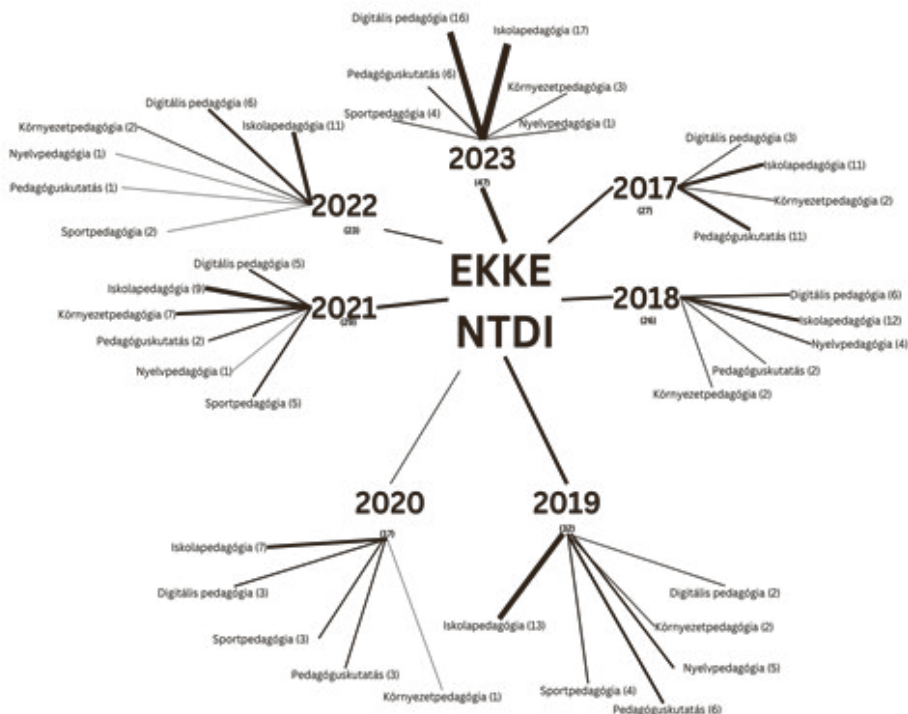 Digitális pedagógia (16)
Iskolapedagógia (17)
Pedagóguskutatás (6)
Környezetpedagógia (3)
Sportpedagógia (4)
Nyelvpedagógia (1)
2023
(47)
Digitális pedagógia (6)
Környezetpedagógia (2)
Iskolapedagógia (11)
Nyelvpedagógia (1)
Pedagóguskutatás (1)
Sportpedagógia (2)
2022
(23)
Digitális pedagógia (3)
Iskolapedagógia (11)
Környezetpedagógia (2)
Pedagóguskutatás (11)
2017
(27)
EKKE
NTDI
Digitális pedagógia (5)
Iskolapedagógia (9)
Környezetpedagógia (7)
Pedagóguskutatás (2)
Nyelvpedagógia (1)
Sportpedagógia (5)
2021
(29)
2018
(26)
Digitális pedagógia (6)
Iskolapedagógia (12)
Nyelvpedagógia (4)
Pedagóguskutatás (2)
Környezetpedagógia (2)
2020
(17)
Iskolapedagógia (7)
Digitális pedagógia (3)
Sportpedagógia (3)
Pedagóguskutatás (3)
Környezetpedagógia (1)
2019
(32)
Iskolapedagógia (13)
Digitális pedagógia (2)
Környezetpedagógia (2)
Nyelvpedagógia (5)
Sportpedagógia (4)
Pedagóguskutatás (6)